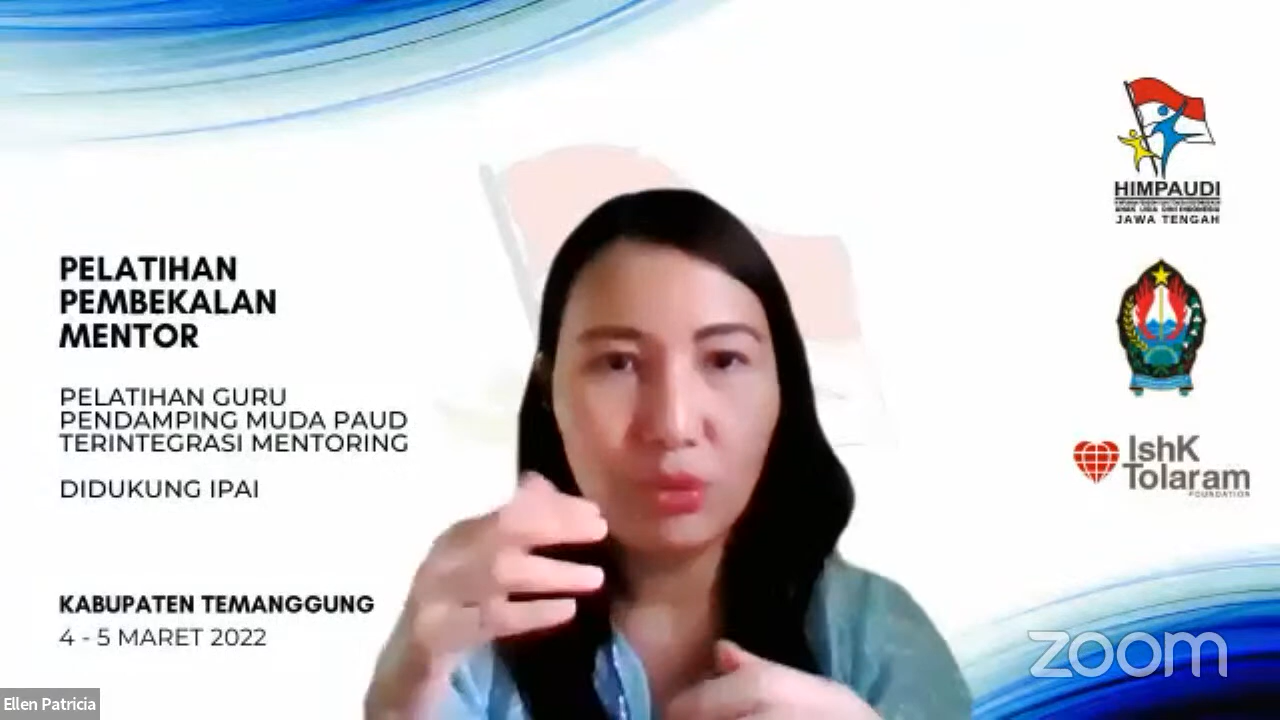 PELATIHAN
PEMBEKALAN
MENTOR
PELATIHAN GURU
PENDAMPING MUDA PAUD
TERINTEGRASI MENTORING
DIDUKUNG IPAI
KABUPATEN TEMANGGUNG
4 - 5 MARET 2022
HIMPAUDI
JAWA TENGAH
IshK
Tolaram
FOUNDATION
zoom
Ellen Patricia